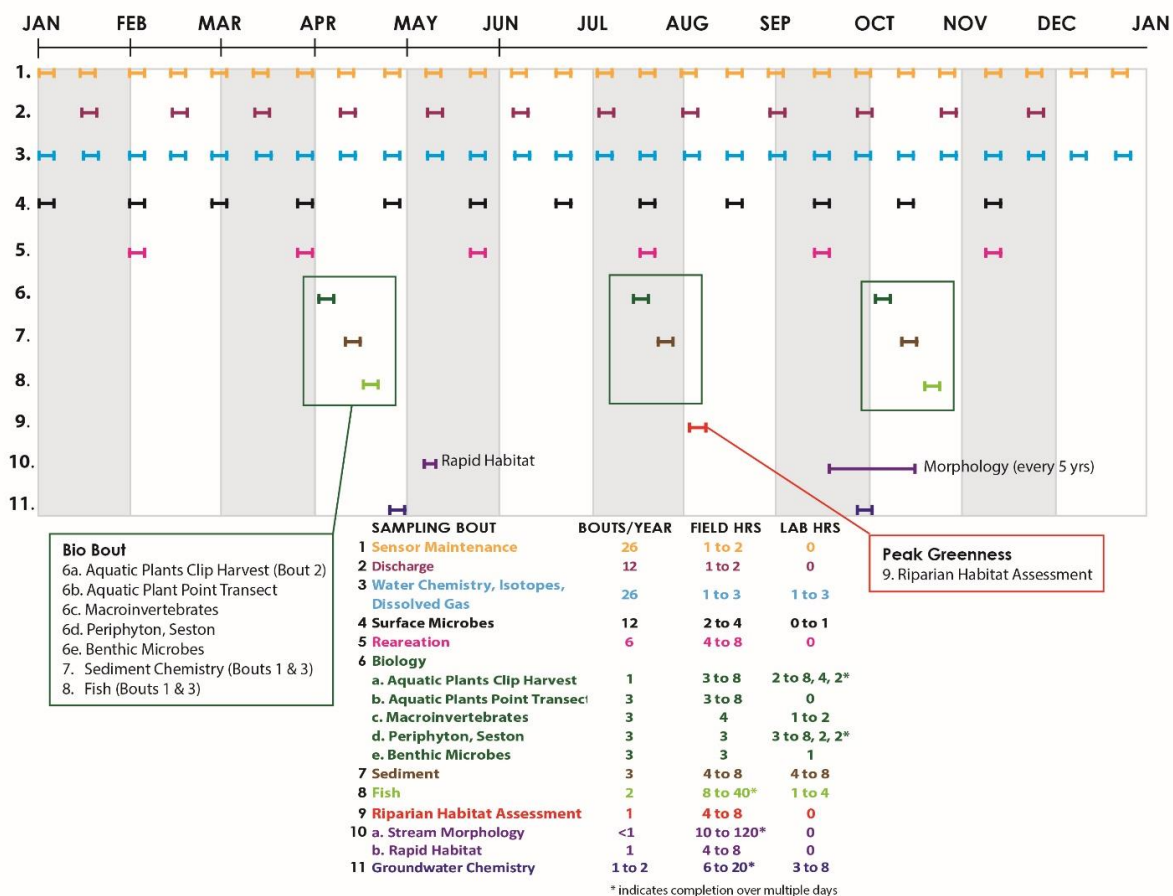 JAN FEB MAR APR MAY JUN JUL AUG SEP OCT NOV DEC JAN
1.
2.
3.
4.
5.
6.
7.
8.
9.
10. Rapid Habitat Morphology (every 5 yrs)
11.
Bio Bout
6a. Aquatic Plants Clip Harvest (Bout 2)
6b. Aquatic Plant Point Transect
6c. Macroinvertebrates
6d. Periphyton, Seston
6e. Benthic Microbes
7. Sediment Chemistry (Bouts 1 & 3)
8. Fish (Bouts 1 & 3)
SAMPLING BOUT BOUTS/YEAR FIELD HRS LAB HRS
1 Sensor Maintenance 26 1 to 2 0
2 Discharge 12 1 to 2 0
3 Water Chemistry, Isotopes,
Dissolved Gas 26 1 to 3 1 to 3
4 Surface Microbes 12 2 to 4 0 to 1
5 Reareation 6 4 to 8 0
6 Biology
a. Aquatic Plants Clip Harvest 1 3 to 8 2 to 8, 4, 2*
b. Aquatic Plants Point Transect 3 3 to 8 0
c. Macroinvertebrates 3 4 1 to 2
d. Periphyton, Seston 3 3 3 to 8, 2, 2*
e. Benthic Microbes 3 3 1
7 Sediment 3 4 to 8 4 to 8
8 Fish 2 8 to 40* 1 to 4
9 Riparian Habitat Assessment 1 4 to 8 0
10 a. Stream Morphology <1 10 to 120* 0
b. Rapid Habitat 1 4 to 8 0
11 Groundwater Chemistry 1 to 2 6 to 20* 3 to 8
* indicates completion over multiple days
Peak Greenness
9. Riparian Habitat Assessment